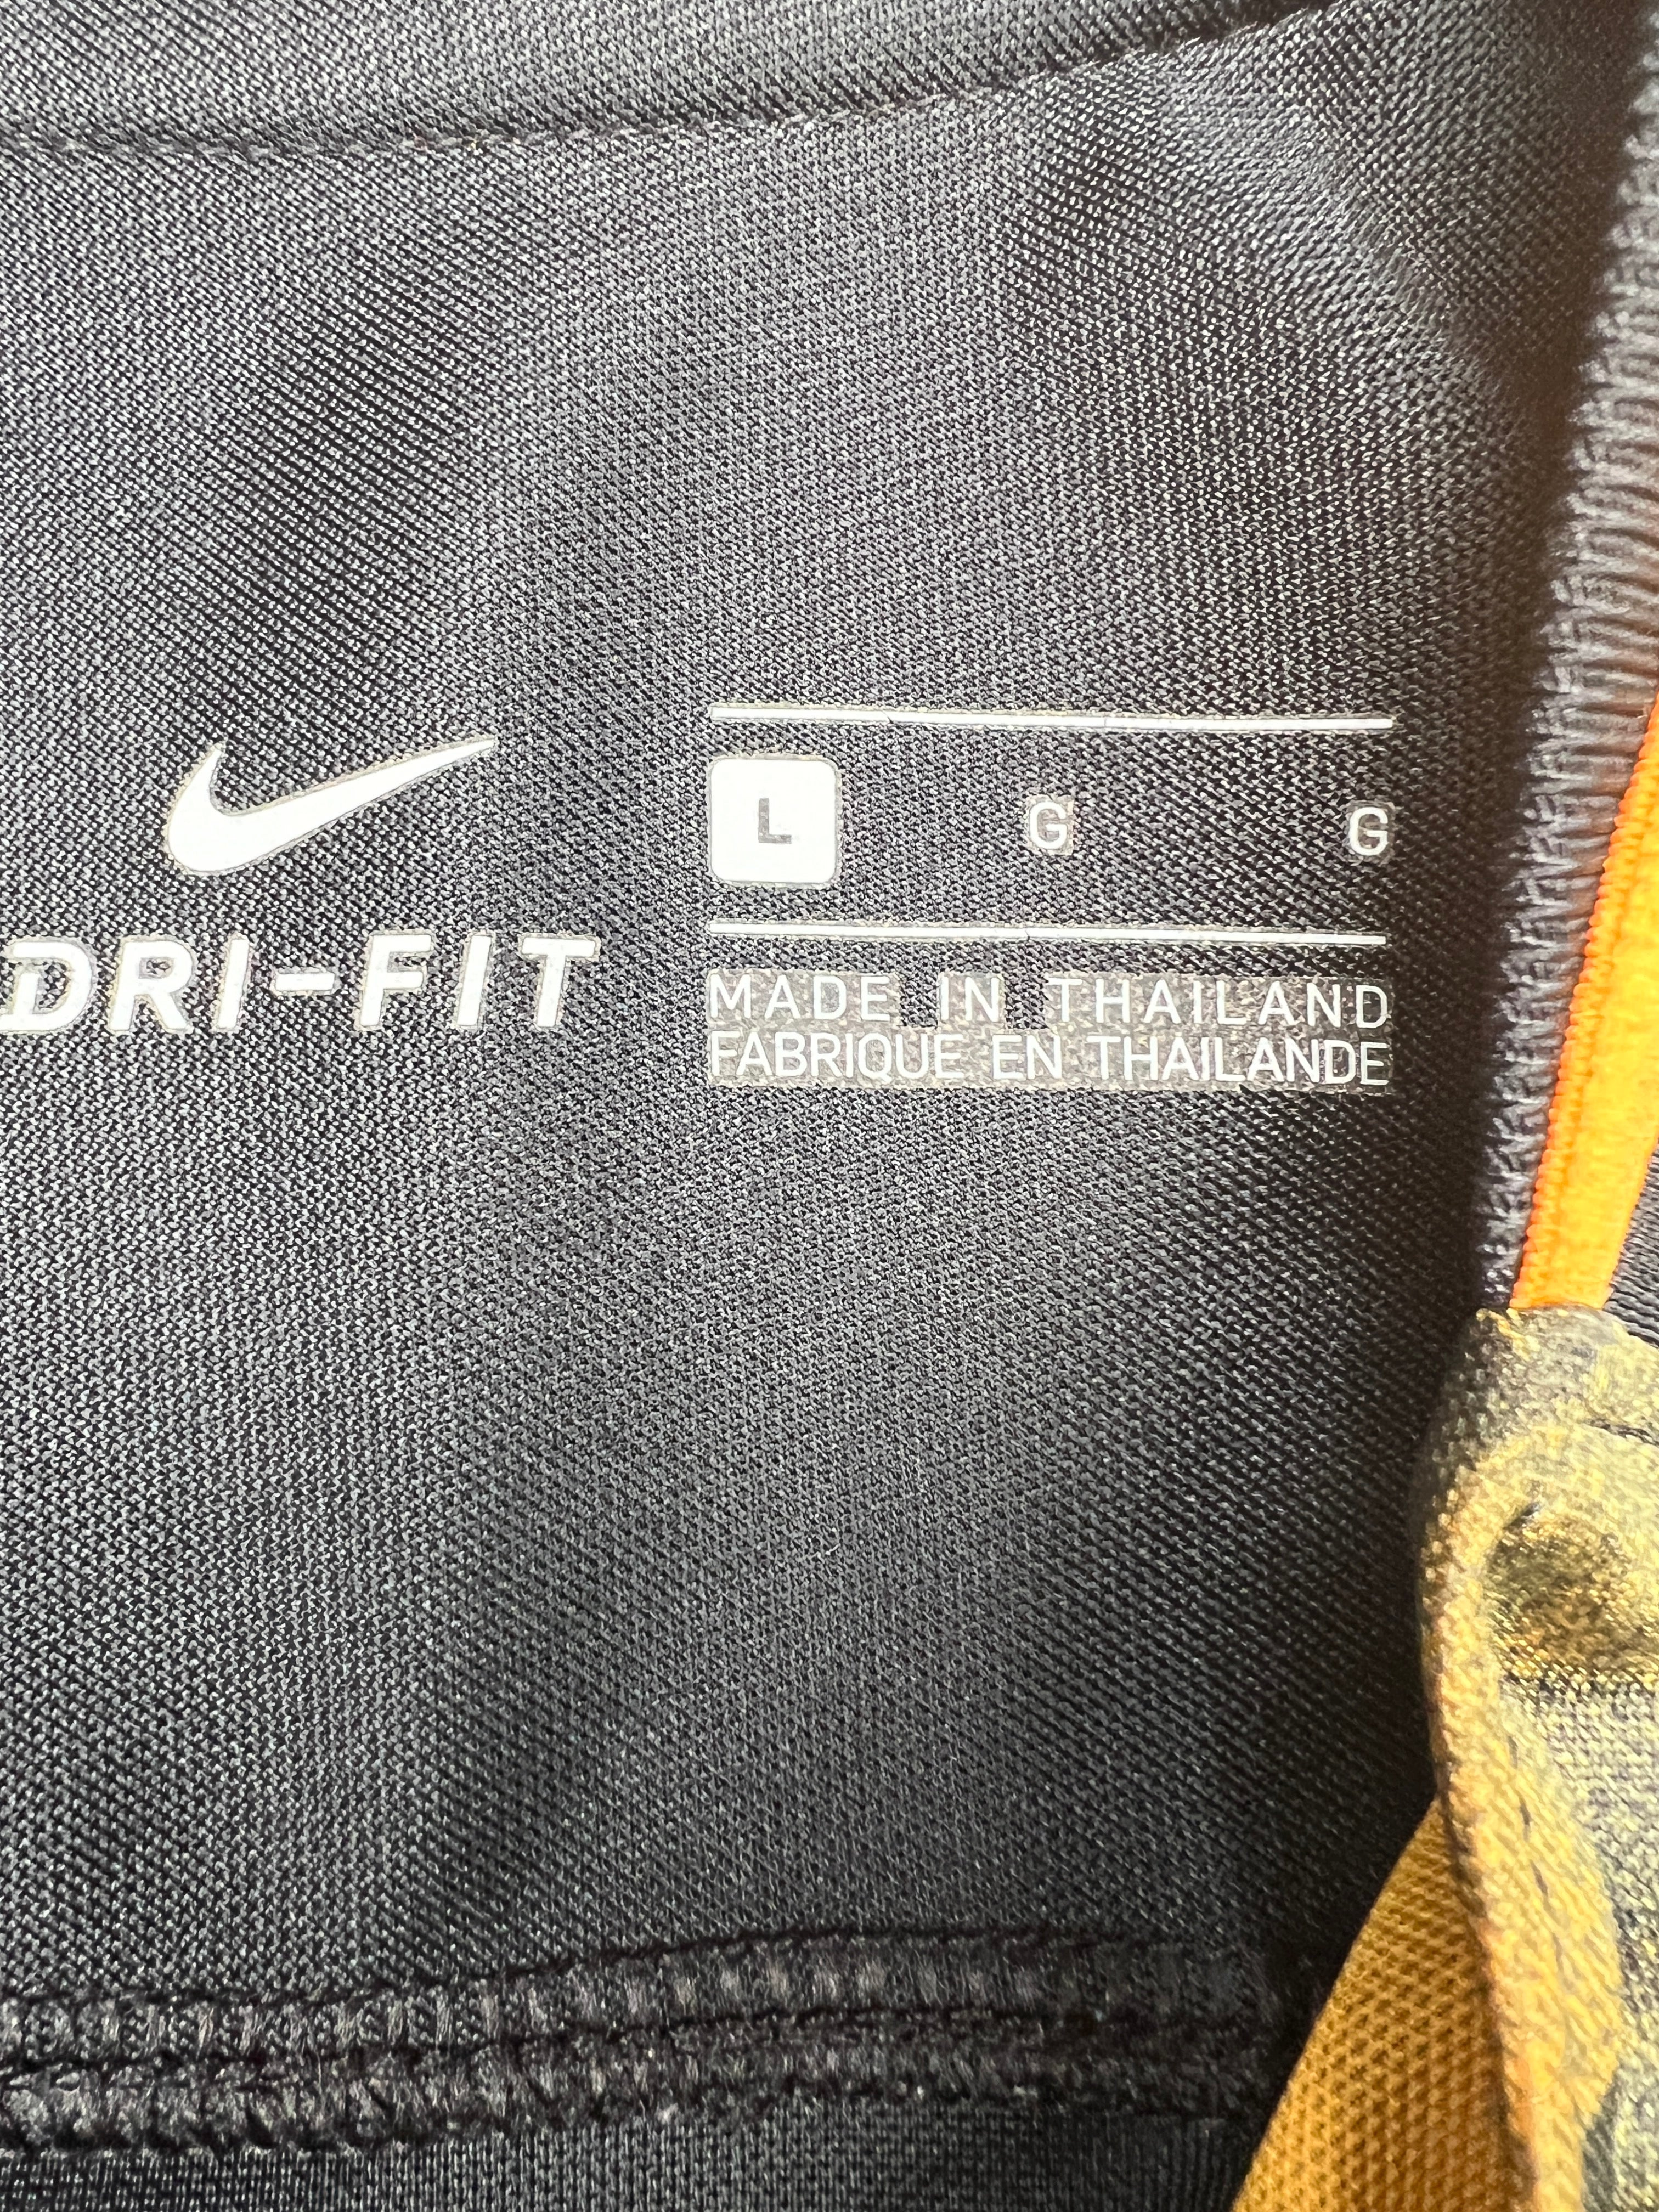 DRI-FIT
L G G
MADE IN THAILAND
FABRIQUE EN THAILANDE